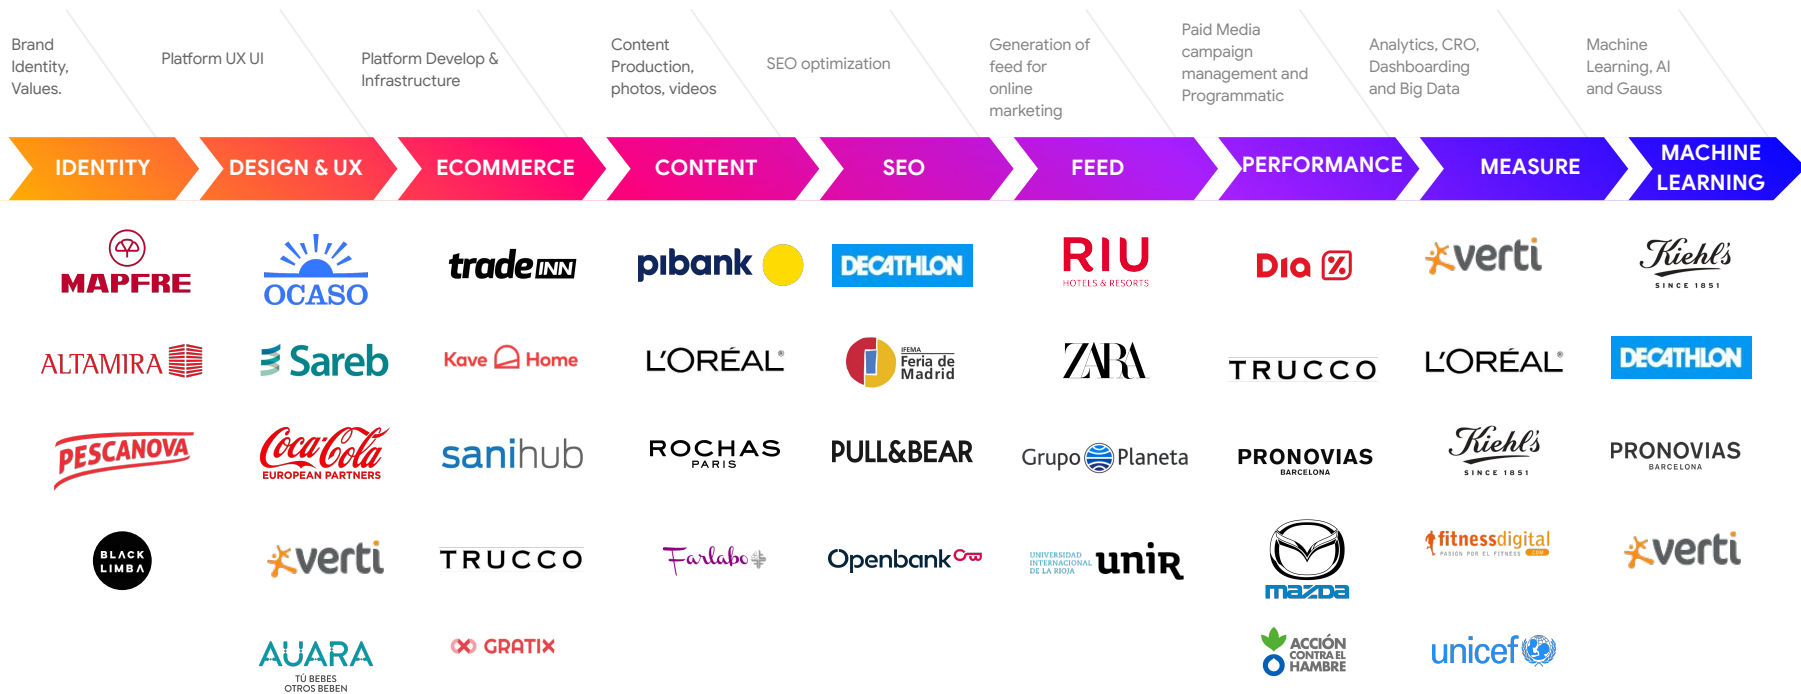 Brand
Identity,
Values.
Platform UX UI
Platform Develop &
Infrastructure
Content
Production,
photos, videos
SEO optimization
Generation of
feed for
online
marketing
Paid Media
campaign
management and
Programmatic
Analytics, CRO,
Dashboarding
and Big Data
Machine
Learning, AI
and Gauss
IDENTITY
DESIGN & UX
ECOMMERCE
CONTENT
SEO
FEED
PERFORMANCE
MEASURE
MACHINE
LEARNING
MAPFRE
OCASO
tradeINN
pibank
DECATHLON
RIU
HOTELS & RESORTS
Dia %
verti
Kiehl's
SINCE 1851
ALTAMIRA
Sareb
Kave Home
L'ORÉAL®
IFEMA
Feria de
Madrid
ZARA
TRUCCO
L'ORÉAL®
DECATHLON
PESCANOVA
Coca-Cola
EUROPEAN PARTNERS
sanihub
ROCHAS
PARIS
PULL&BEAR
Grupo Planeta
PRONOVIAS
BARCELONA
Kiehl's
SINCE 1851
PRONOVIAS
BARCELONA
BLACK
LIMBA
verti
TRUCCO
Farlabo
Openbank
UNIVERSIDAD
INTERNACIONAL
DE LA RIOJA
unir
mazda
fitnessdigital
PASIÓN POR EL FITNESS .COM
verti
AUARA
TÚ BEBES
OTROS BEBEN
GRATIX
ACCIÓN
CONTRA EL
HAMBRE
unicef